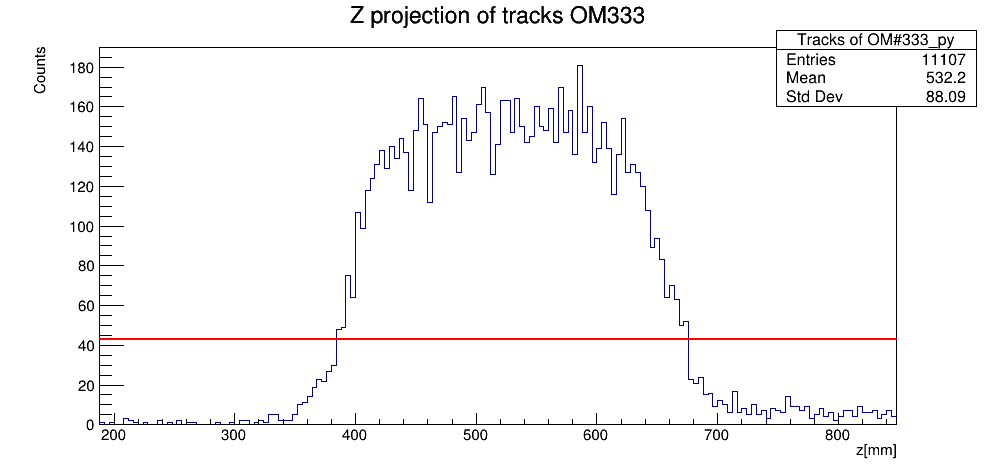 Z projection of tracks OM333
Counts
Tracks of OM#333_py
Entries 11107
Mean 532.2
Std Dev 88.09
180
160
140
120
100
80
60
40
20
0
200 300 400 500 600 700 800
z[mm]